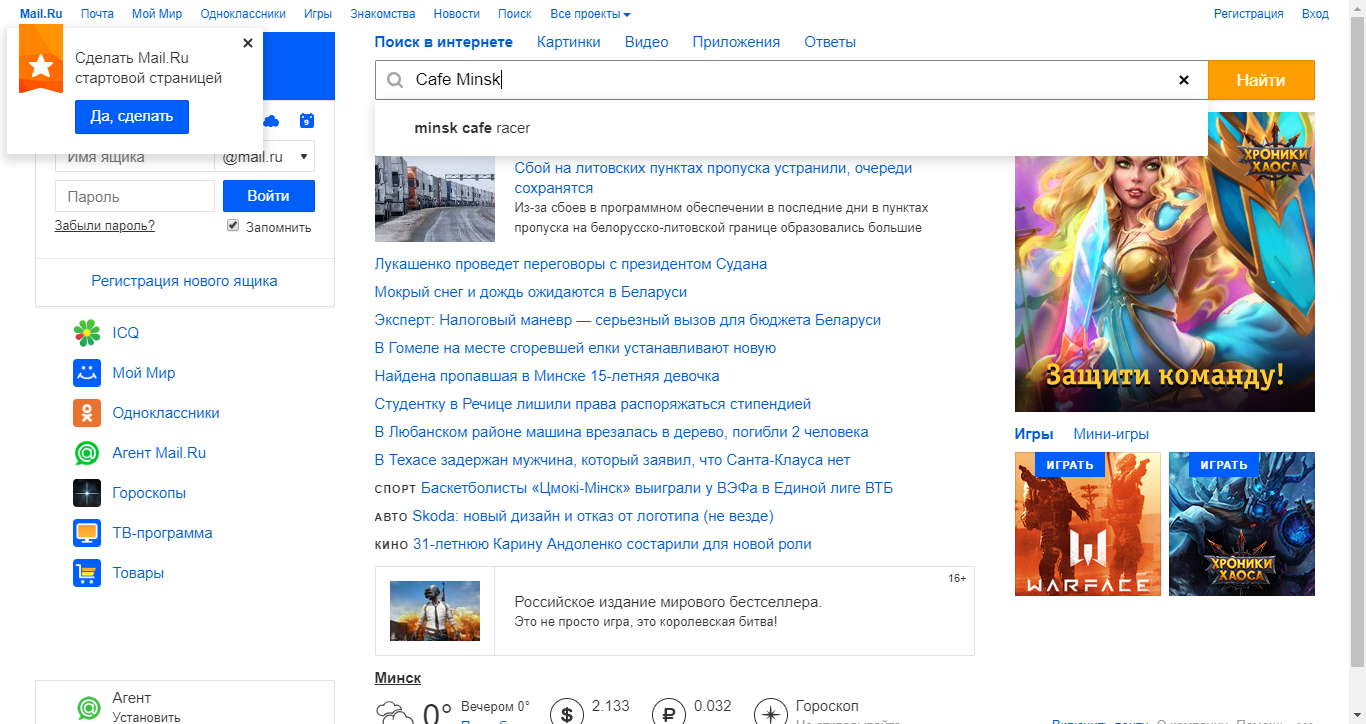 Mail.Ru Почта Мой Мир Одноклассники Игры Знакомства Новости Поиск Все проекты Регистрация Вход
Сделать Mail.Ru
стартовой страницей
Да, сделать
Поиск в интернете Картинки Видео Приложения Ответы
Cafe Minsk
Найти
minsk cafe racer
9
Имя ящика @mail.ru
Пароль Войти
Забыли пароль? Запомнить
Регистрация нового ящика
ICQ
Мой Мир
Одноклассники
Агент Mail.Ru
Гороскопы
ТВ-программа
Товары
Агент
Установить
Сбой на литовских пунктах пропуска устранили, очереди
сохранятся
Из-за сбоев в программном обеспечении в последние дни в пунктах
пропуска на белорусско-литовской границе образовались большие
Лукашенко проведет переговоры с президентом Судана
Мокрый снег и дождь ожидаются в Беларуси
Эксперт: Налоговый маневр — серьезный вызов для бюджета Беларуси
В Гомеле на месте сгоревшей елки устанавливают новую
Найдена пропавшая в Минске 15-летняя девочка
Студентку в Речице лишили права распоряжаться стипендией
В Любанском районе машина врезалась в дерево, погибли 2 человека
В Техасе задержан мужчина, который заявил, что Санта-Клауса нет
СПОРТ Баскетболисты «Цмокi-Мiнск» выиграли у ВЭФа в Единой лиге ВТБ
АВТО Skoda: новый дизайн и отказ от логотипа (не везде)
КИНО 31-летнюю Карину Андоленко состарили для новой роли
16+
Российское издание мирового бестселлера.
Это не просто игра, это королевская битва!
Минск
0° Вечером 0° $ 2.133 ₽ 0.032 Гороскоп
ХРОНИКИ
ХАОСА
Защити команду!
Игры Мини-игры
ИГРАТЬ ИГРАТЬ
WARFACE
ХРОНИКИ
ХАОСА